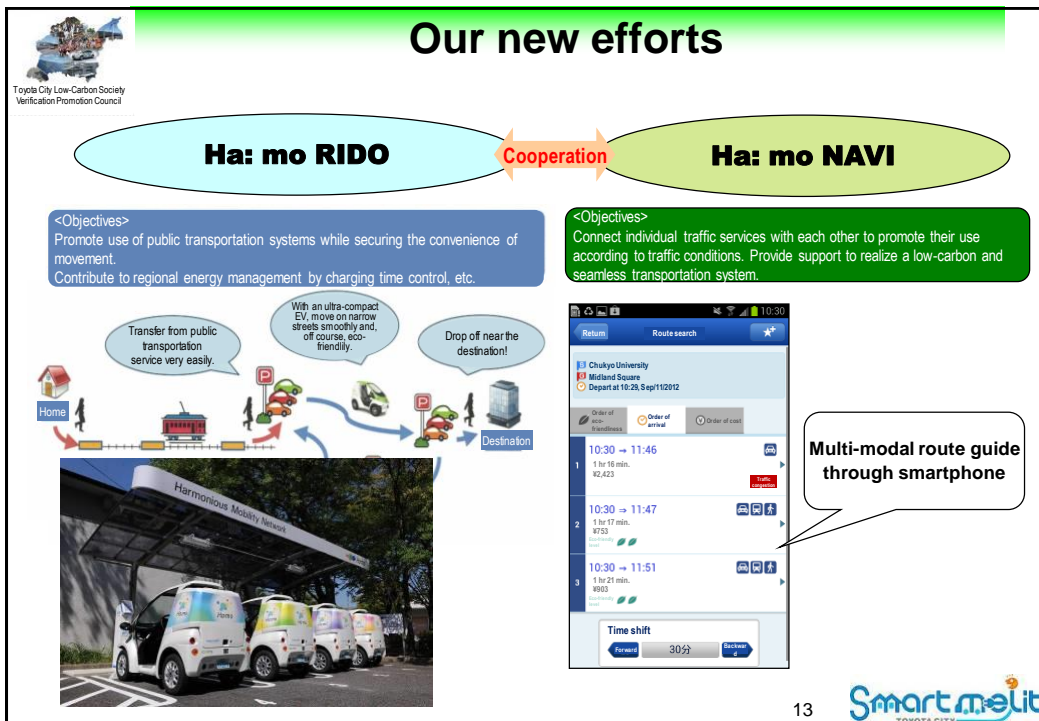 Our new efforts
Toyota City Low-Carbon Society
Verification Promotion Council
Ha: mo RIDO
Cooperation
Ha: mo NAVI
<Objectives>
Promote use of public transportation systems while securing the convenience of
movement.
Contribute to regional energy management by charging time control, etc.
<Objectives>
Connect individual traffic services with each other to promote their use
according to traffic conditions. Provide support to realize a low-carbon and
seamless transportation system.
Transfer from public
transportation
service very easily.
With an ultra-compact
EV, move on narrow
streets smoothly and,
off course, eco-
friendlily.
Drop off near the
destination!
Home
P
P
Destination
Harmonious Mobility Network
10:30
Return
Route search
S Chukyo University
Midland Square
Depart at 10:29, Sep/11/2012
Order of
eco-
friendliness
Order of
arrival
Order of cost
1
10:30 → 11:46
1 hr 16 min.
¥2,423
Traffic
congestion
2
10:30 → 11:47
1 hr 17 min.
¥753
Eco-friendly
level
3
10:30 → 11:51
1 hr 21 min.
¥903
Eco-friendly
level
Time shift
Forward
30分
Backwar
d
Multi-modal route guide
through smartphone
13
Smart melit
TOYOTA CITY